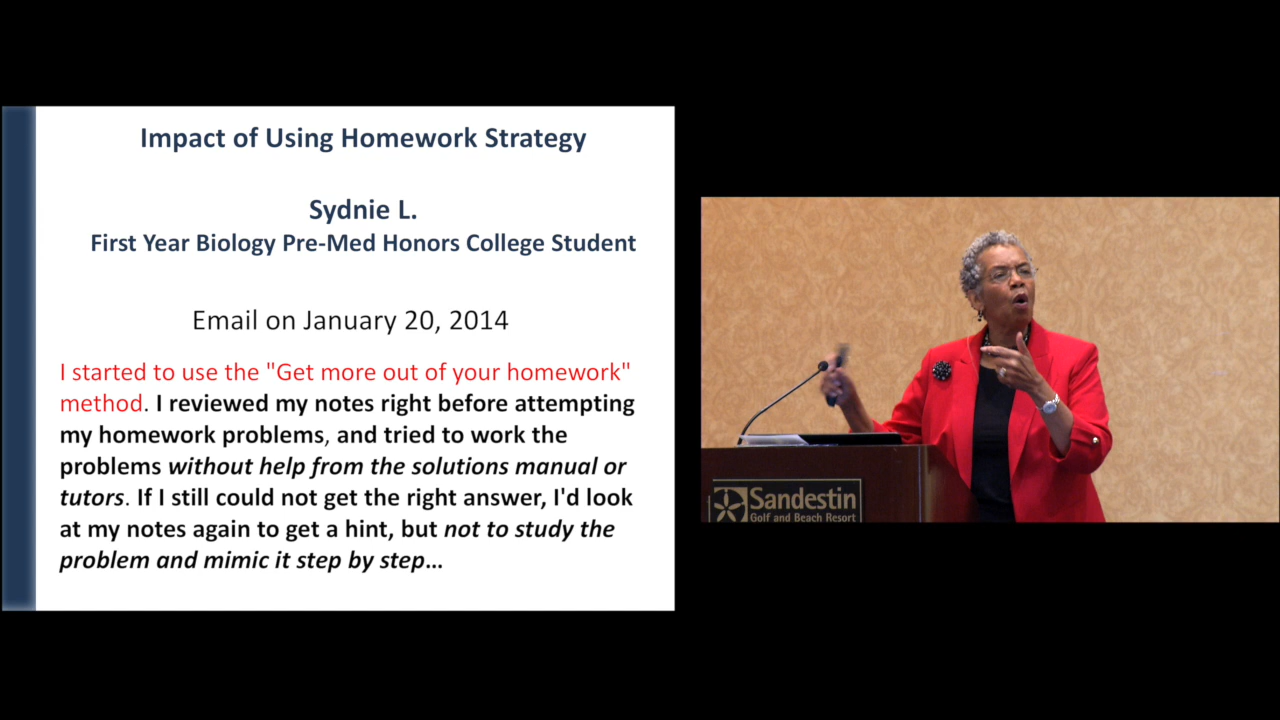 Impact of Using Homework Strategy
Sydnie L.
First Year Biology Pre-Med Honors College Student
Email on January 20, 2014
I started to use the "Get more out of your homework"
method. I reviewed my notes right before attempting
my homework problems, and tried to work the
problems without help from the solutions manual or
tutors. If I still could not get the right answer, I'd look
at my notes again to get a hint, but not to study the
problem and mimic it step by step…
Sandestin
Golf and Beach Resort